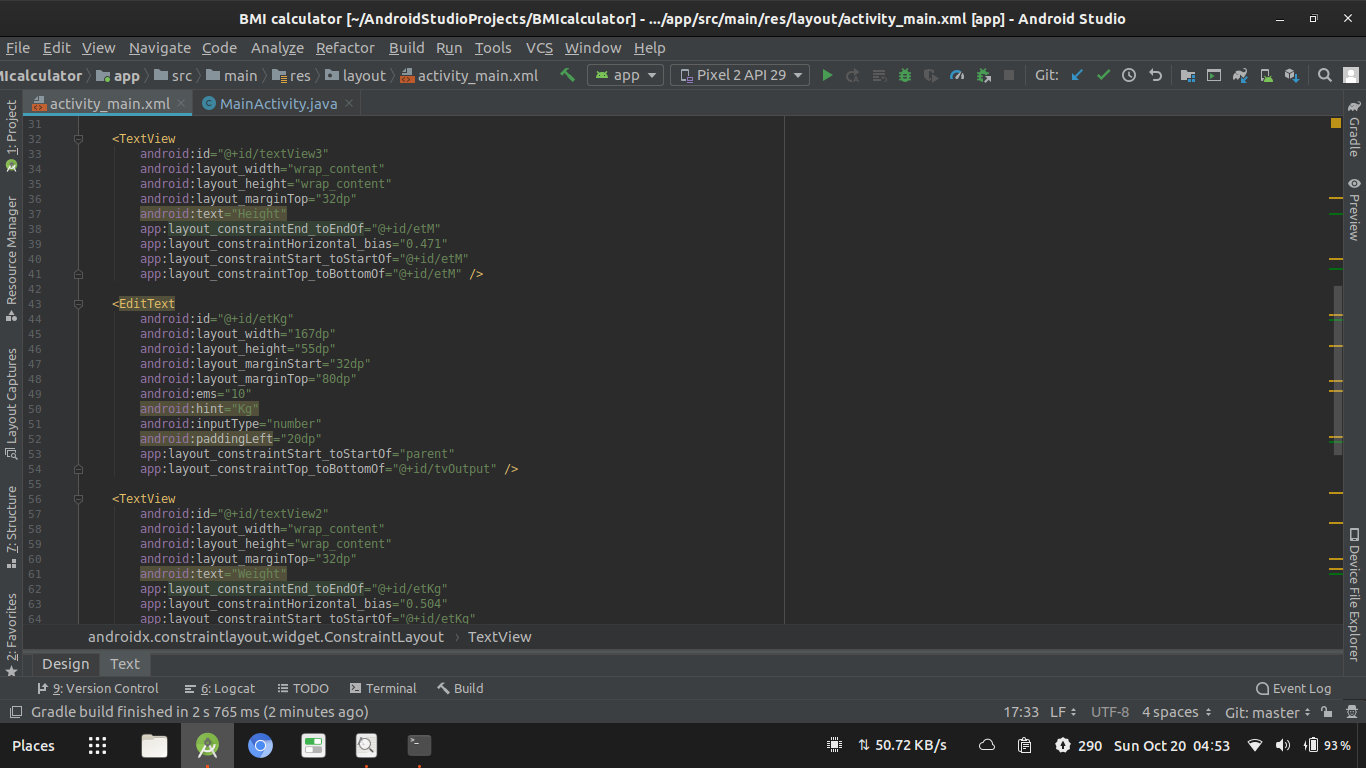 BMI calculator [~/AndroidStudioProjects/BMIcalculator] - .../app/src/main/res/layout/activity_main.xml [app] - Android Studio
File Edit View Navigate Code Analyze Refactor Build Run Tools VCS Window Help
MIcalculator app src main res layout activity_main.xml app Pixel 2 API 29 Git:
activity_main.xml MainActivity.java
1: Project
Resource Manager
Layout Captures
7: Structure
2: Favorites
31
32 <TextView
33 android:id="@+id/textView3"
34 android:layout_width="wrap_content"
35 android:layout_height="wrap_content"
36 android:layout_marginTop="32dp"
37 android:text="Height"
38 app:layout_constraintEnd_toEndOf="@+id/etM"
39 app:layout_constraintHorizontal_bias="0.471"
40 app:layout_constraintStart_toStartOf="@+id/etM"
41 app:layout_constraintTop_toBottomOf="@+id/etM" />
42
43 <EditText
44 android:id="@+id/etKg"
45 android:layout_width="167dp"
46 android:layout_height="55dp"
47 android:layout_marginStart="32dp"
48 android:layout_marginTop="80dp"
49 android:ems="10"
50 android:hint="Kg"
51 android:inputType="number"
52 android:paddingLeft="20dp"
53 app:layout_constraintStart_toStartOf="parent"
54 app:layout_constraintTop_toBottomOf="@+id/tvOutput" />
55
56 <TextView
57 android:id="@+id/textView2"
58 android:layout_width="wrap_content"
59 android:layout_height="wrap_content"
60 android:layout_marginTop="32dp"
61 android:text="Weight"
62 app:layout_constraintEnd_toEndOf="@+id/etKg"
63 app:layout_constraintHorizontal_bias="0.504"
64 app:layout_constraintStart_toStartOf="@+id/etKg"
Gradle
Preview
Device File Explorer
androidx.constraintlayout.widget.ConstraintLayout › TextView
Design Text
9: Version Control 6: Logcat TODO Terminal Build Event Log
Gradle build finished in 2 s 765 ms (2 minutes ago) 17:33 LF UTF-8 4 spaces Git: master
Places 50.72 KB/s 290 Sun Oct 20 04:53 93 %